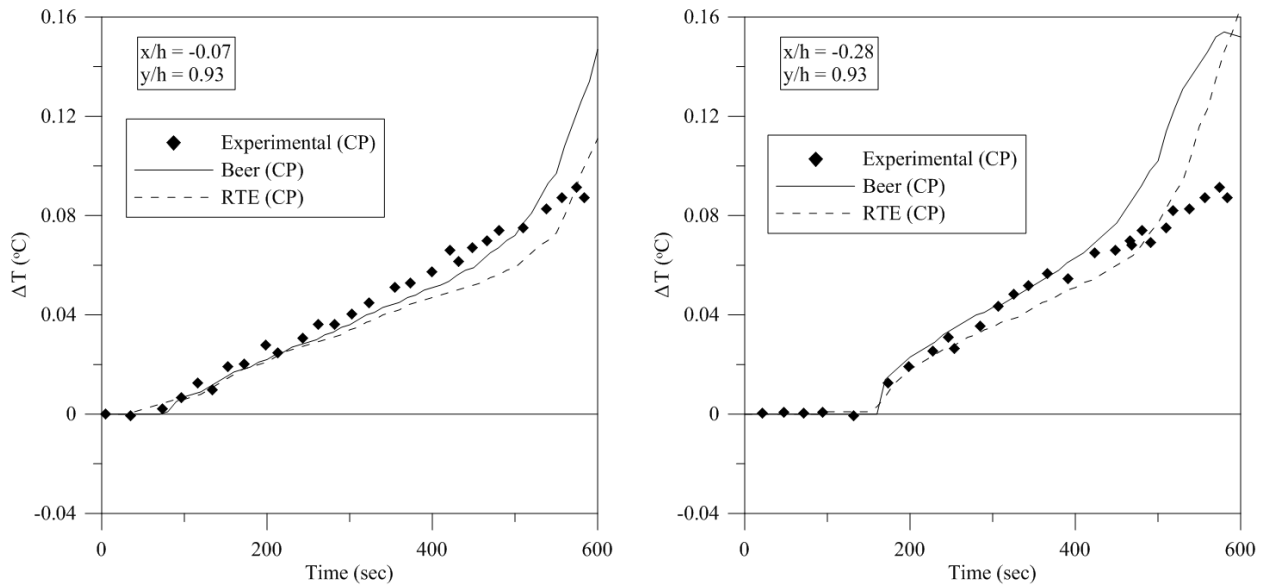 0.16
0.12
0.08
0.04
0
-0.04
ΔT (°C)
x/h = -0.07
y/h = 0.93
Experimental (CP)
Beer (CP)
RTE (CP)
0 200 400 600
Time (sec)
0.16
0.12
0.08
0.04
0
-0.04
ΔT (°C)
x/h = -0.28
y/h = 0.93
Experimental (CP)
Beer (CP)
RTE (CP)
200 400 600
Time (sec)